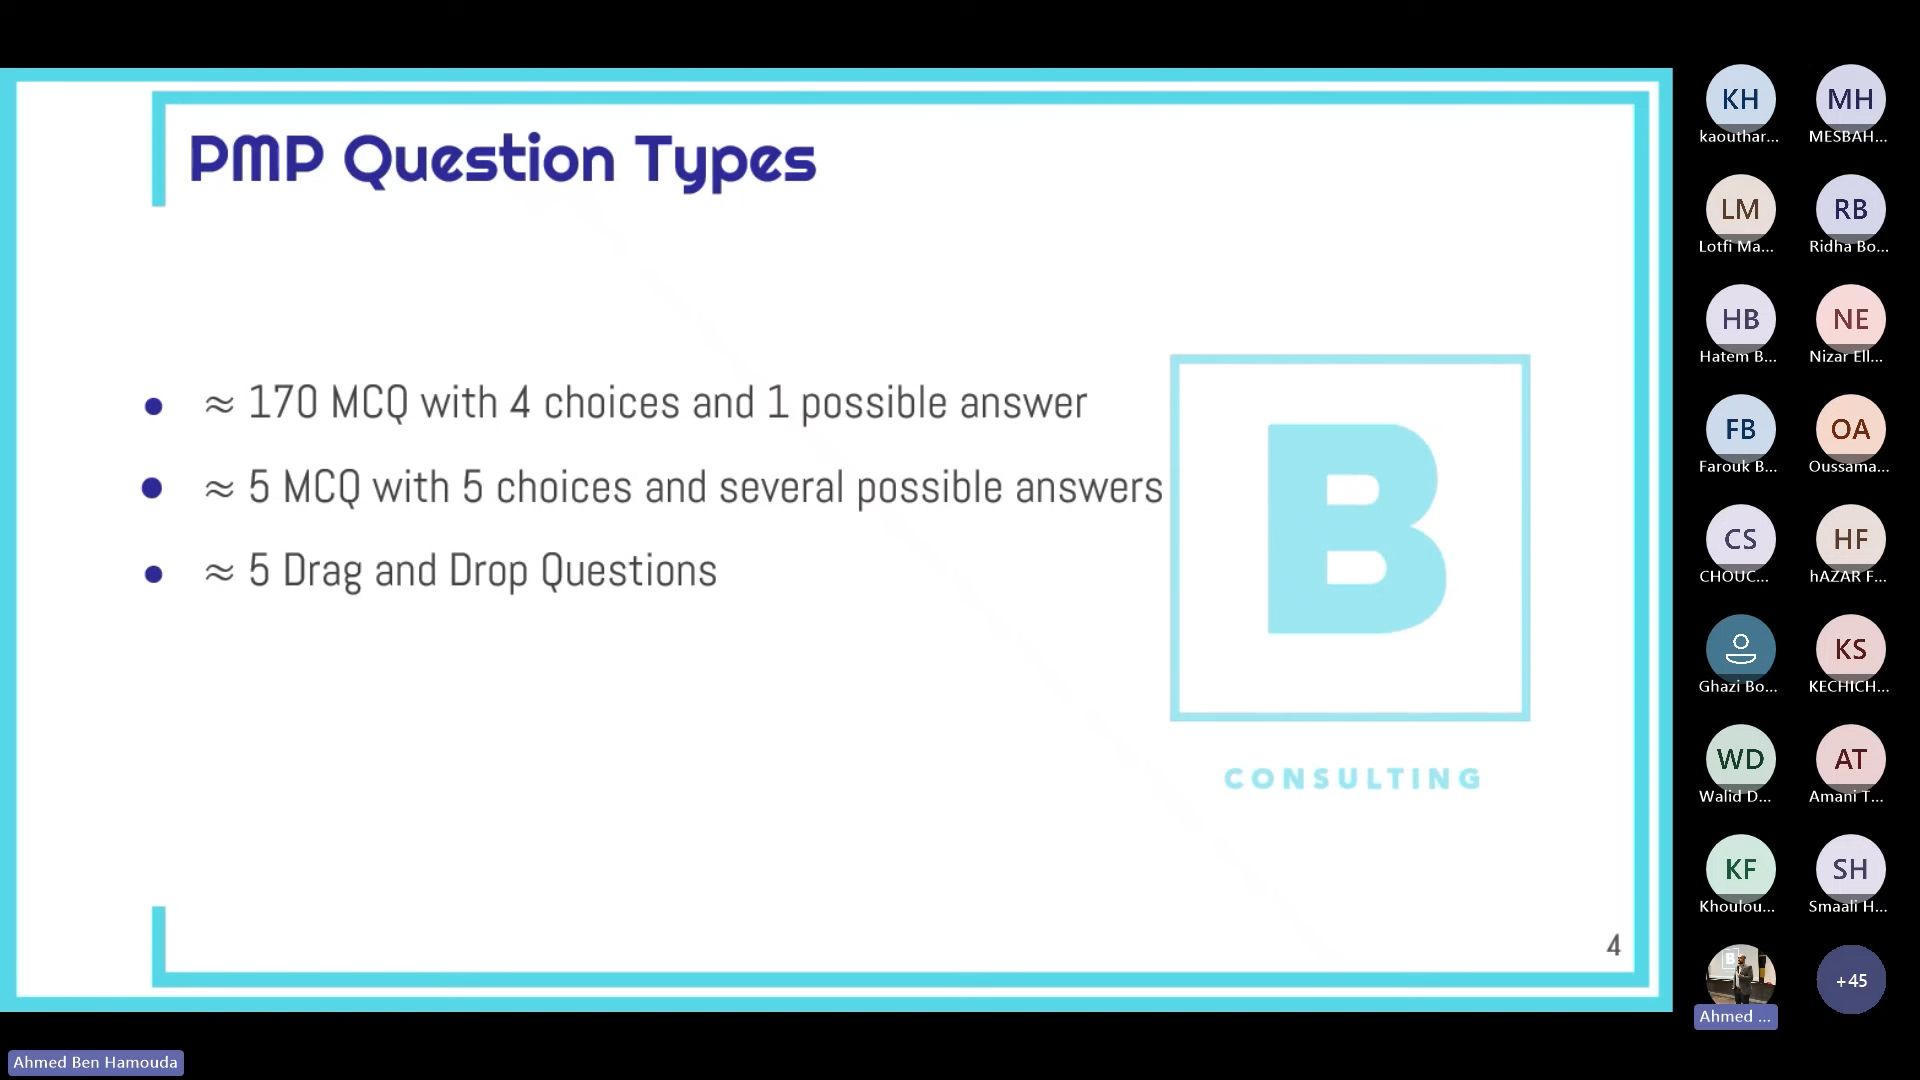 PMP Question Types
≈ 170 MCQ with 4 choices and 1 possible answer
≈ 5 MCQ with 5 choices and several possible answers
≈ 5 Drag and Drop Questions
B
CONSULTING
4
KH
kaouthar...
MH
MESBAH...
LM
Lotfi Ma...
RB
Ridha Bo...
HB
Hatem B...
NE
Nizar Ell...
FB
Farouk B...
OA
Oussama...
CS
CHOUC...
HF
hAZAR F...
Ghazi Bo...
KS
KECHICH...
WD
Walid D...
AT
Amani T...
KF
Khoulou...
SH
Smaali H...
B
Ahmed ...
+45
Ahmed Ben Hamouda